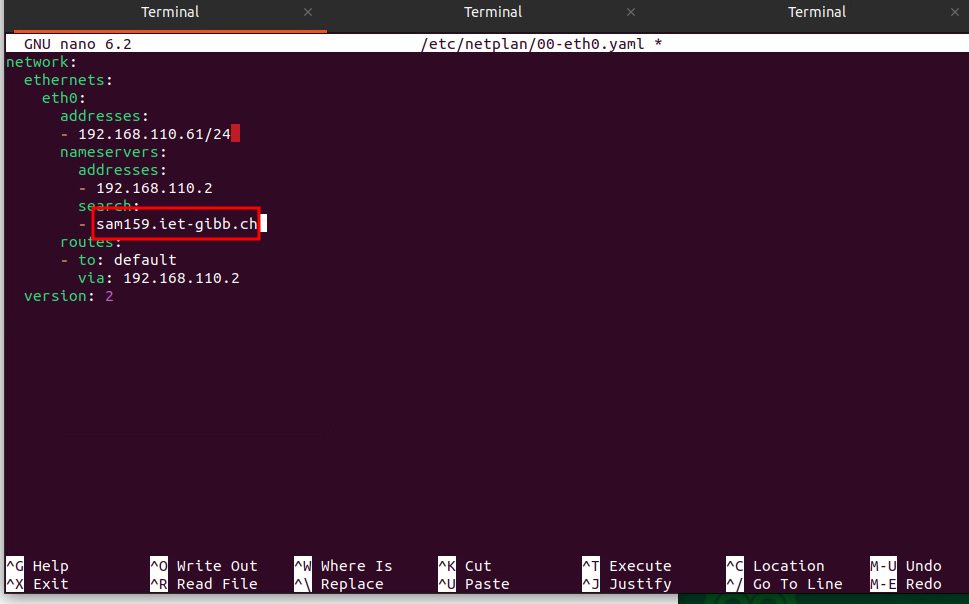 Terminal × Terminal × Terminal ×
GNU nano 6.2 /etc/netplan/00-eth0.yaml *
network:
  ethernets:
    eth0:
      addresses:
      - 192.168.110.61/24
      nameservers:
        addresses:
        - 192.168.110.2
        search:
        - sam159.iet-gibb.ch
      routes:
      - to: default
        via: 192.168.110.2
  version: 2
^G Help ^O Write Out ^W Where Is ^K Cut ^T Execute ^C Location M-U Undo
^X Exit ^R Read File ^\ Replace ^U Paste ^J Justify ^/ Go To Line M-E Redo